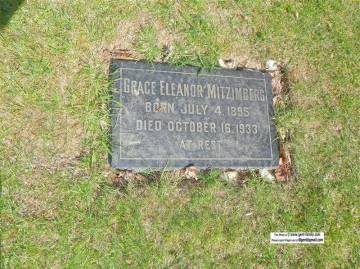 GRACE ELEANOR MITZIMBERG
BORN JULY 4, 1895
DIED OCTOBER 16, 1933
AT REST